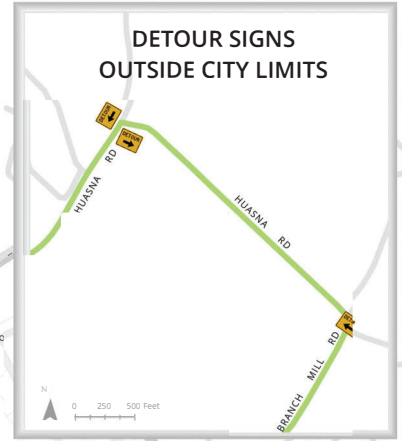 DETOUR SIGNS
OUTSIDE CITY LIMITS
DETOUR
DETOUR
HUASNA RD
HUASNA RD
BRANCH MILL RD
N
0 250 500 Feet